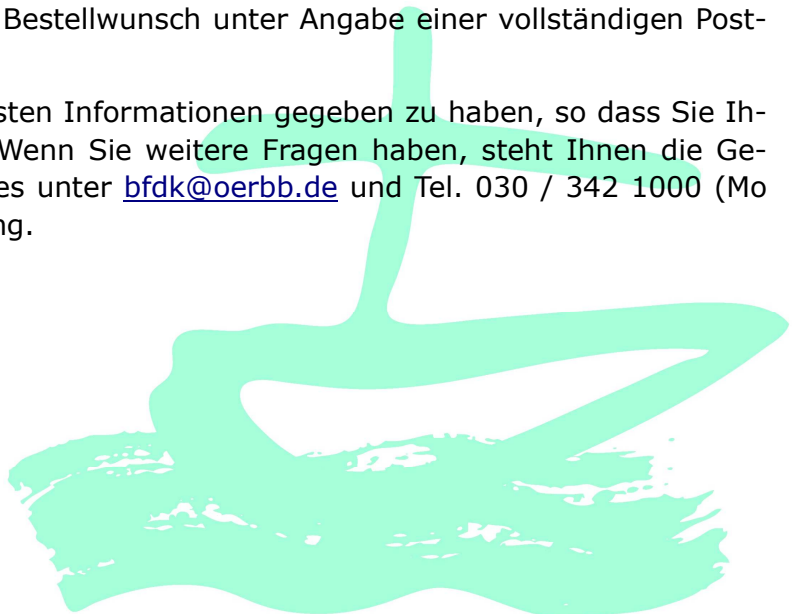 Bestellwunsch unter Angabe einer vollständigen Post-
sten Informationen gegeben zu haben, so dass Sie Ih-
Wenn Sie weitere Fragen haben, steht Ihnen die Ge-
es unter bfdk@oerbb.de und Tel. 030 / 342 1000 (Mo
ng.